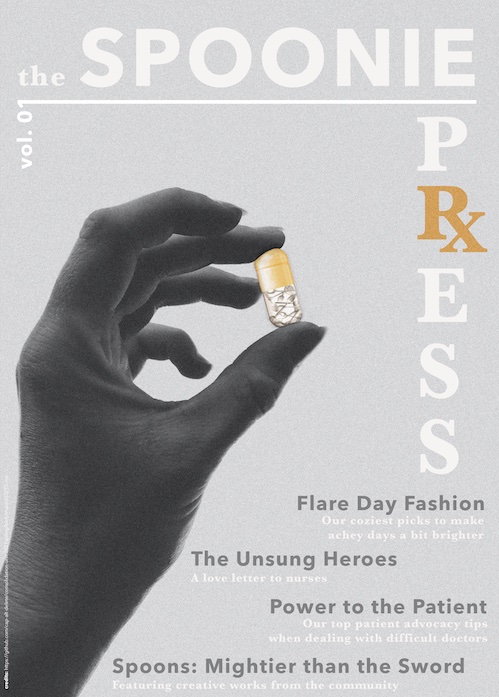 the SPOONIE
vol. 01
PRxESS
Flare Day Fashion
Our coziest picks to make
achey days a bit brighter
The Unsung Heroes
A love letter to nurses
Power to the Patient
Our top patient advocacy tips
when dealing with difficult doctors
Spoons: Mightier than the Sword
Featuring creative works from the community
credits: